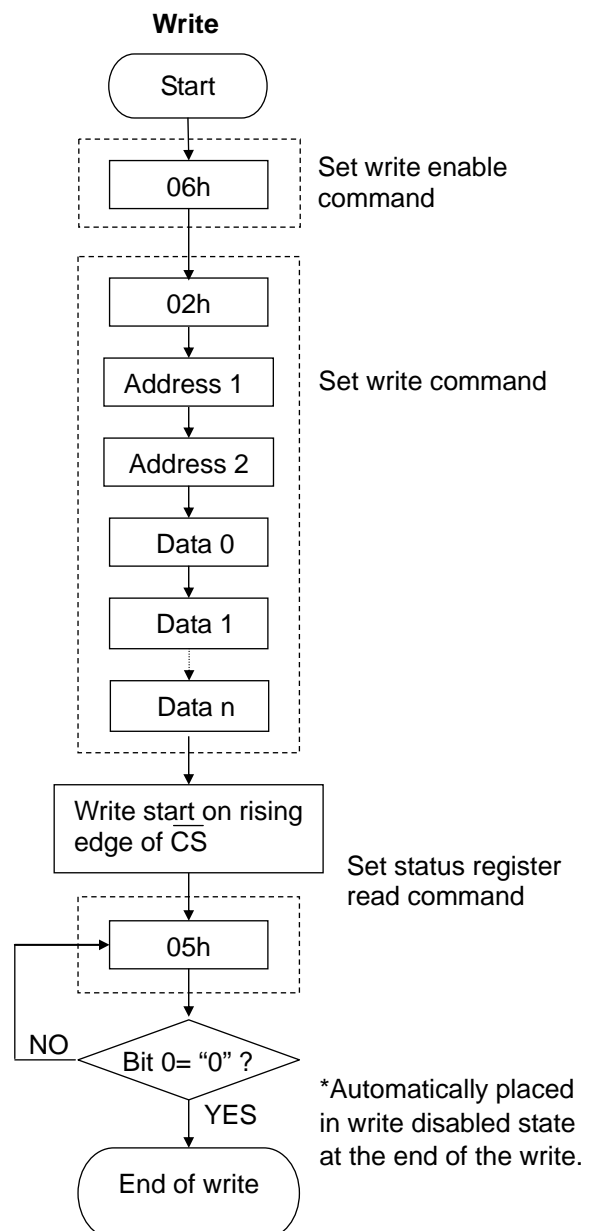 Write
Start
06h
Set write enable
command
02h
Address 1
Set write command
Address 2
Data 0
Data 1
Data n
Write start on rising
edge of C̅S̅
Set status register
read command
05h
NO
Bit 0= “0” ?
YES
*Automatically placed
in write disabled state
at the end of the write.
End of write